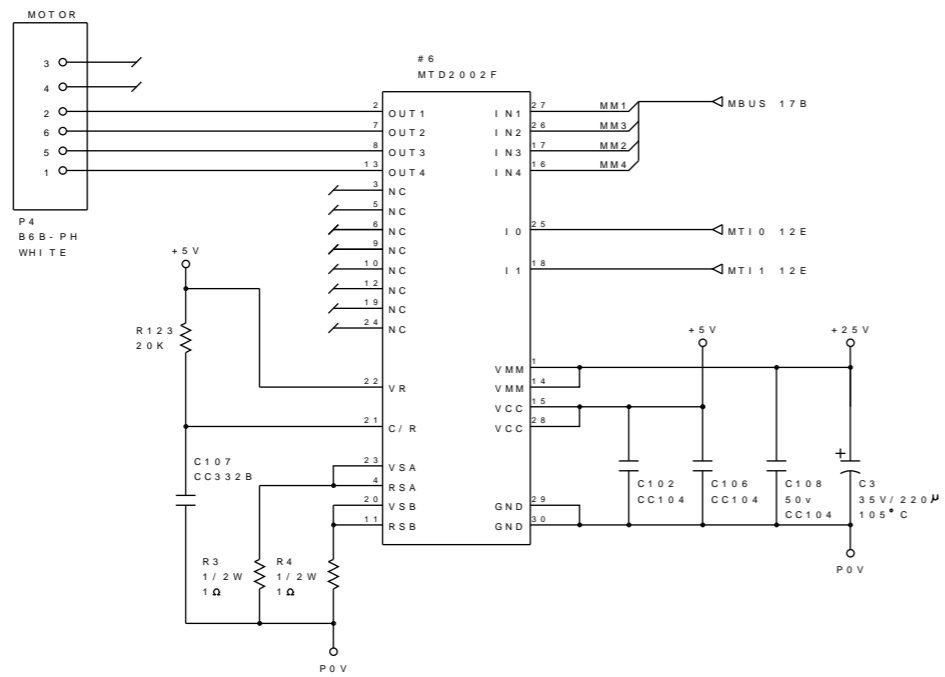 MOTOR
3
4
2
6
5
1
P4
B6B-PH
WHITE
#6
MTD2002F
2 OUT1
7 OUT2
8 OUT3
13 OUT4
3 NC
5 NC
6 NC
9 NC
10 NC
12 NC
19 NC
24 NC
22 VR
21 C/R
23 VSA
4 RSA
20 VSB
11 RSB
IN1 27 MM1
IN2 26 MM3
IN3 17 MM2
IN4 16 MM4
MBUS 17B
I0 25 MTI0 12E
I1 18 MTI1 12E
VMM 1
VMM 14
VCC 15
VCC 28
GND 29
GND 30
+5V
R123
20K
C107
CC332B
R3
1/2W
1Ω
R4
1/2W
1Ω
P0V
+5V
+25V
C102
CC104
C106
CC104
C108
50v
CC104
+
C3
35V/220μ
105°C
P0V